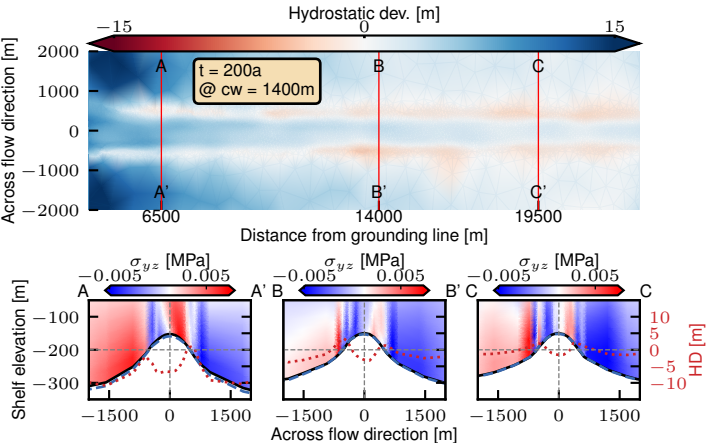 Hydrostatic dev. [m]
−15 0 15
2000
1000
0
−1000
−2000
Across flow direction [m]
t = 200a
@ cw = 1400m
A B C
A' B' C'
6500 14000 19500
Distance from grounding line [m]
σyz [MPa] σyz [MPa] σyz [MPa]
−0.005 0.005 −0.005 0.005 −0.005 0.005
A A' B B' C C
Shelf elevation [m]
−100
−200
−300
10
5
0
−5
−10
HD [m]
−1500 0 1500 −1500 0 1500 −1500 0 1500
Across flow direction [m]